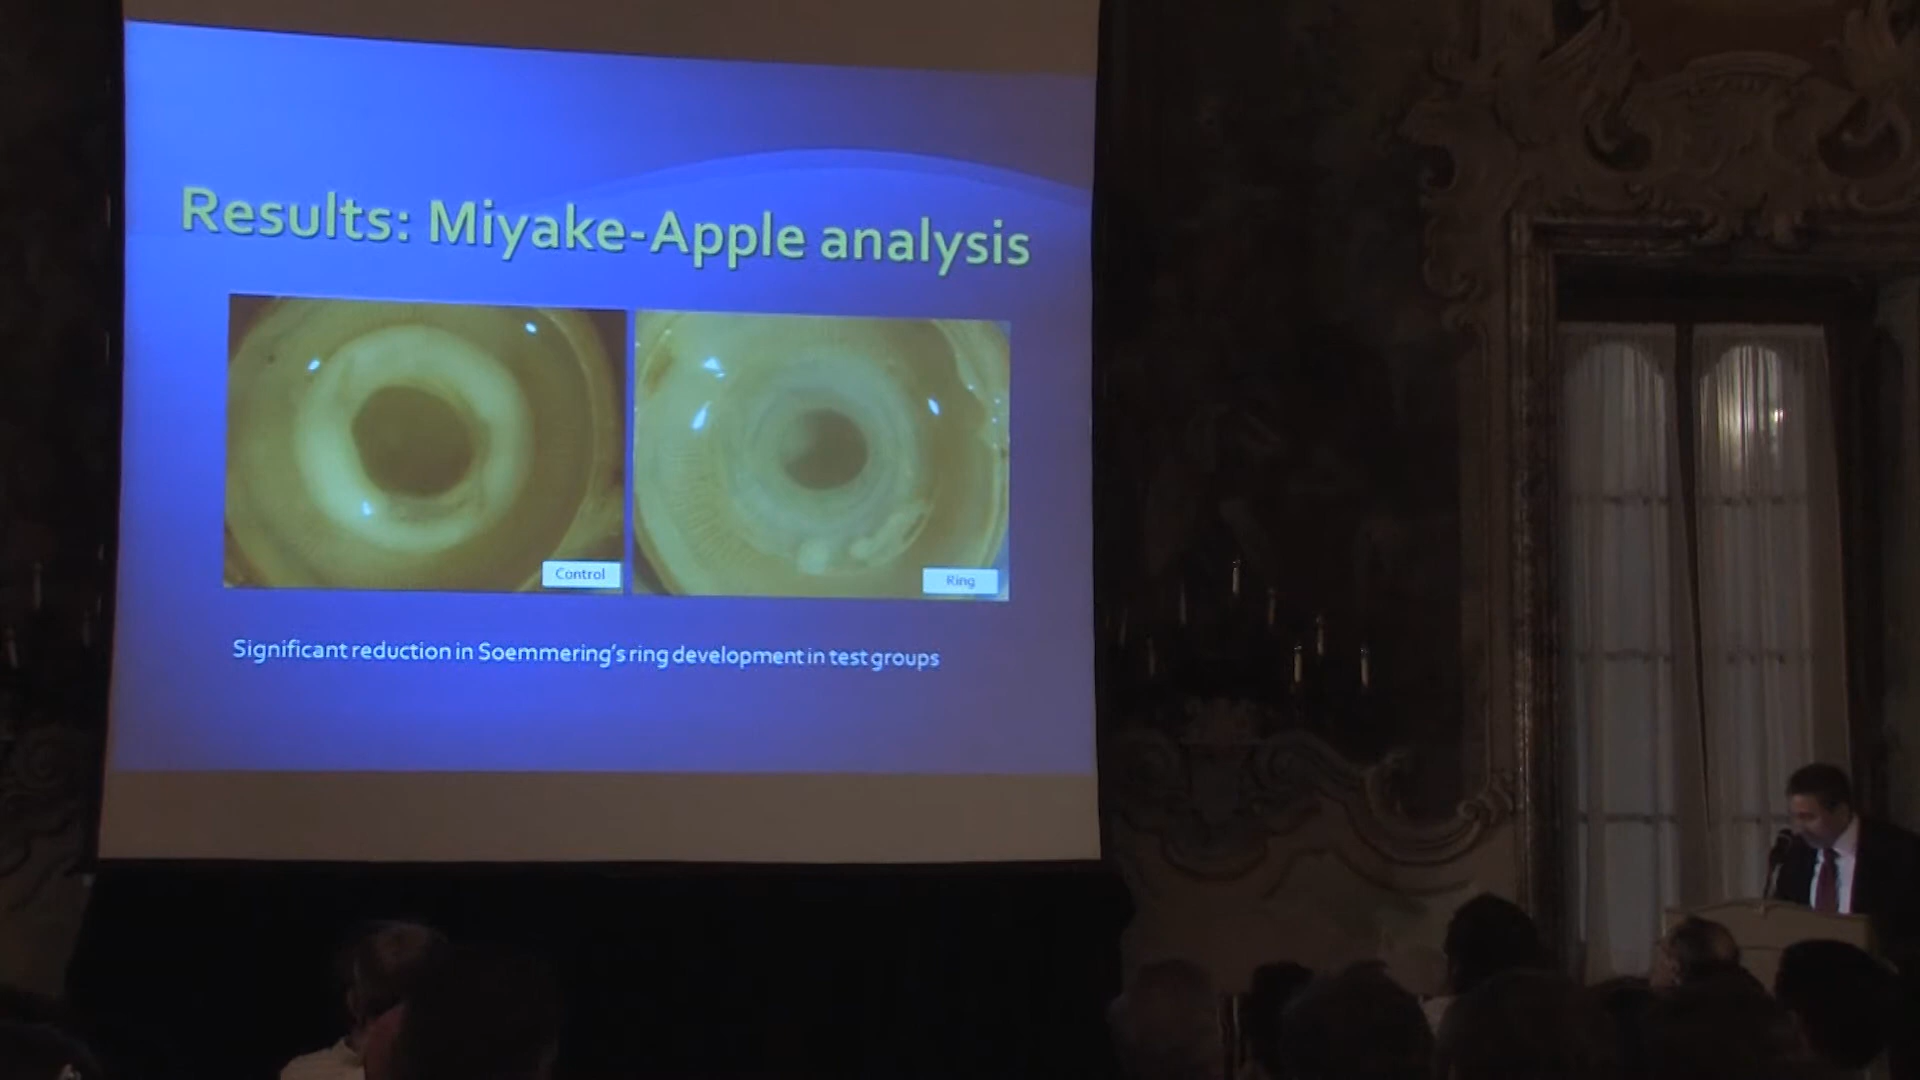 Results: Miyake-Apple analysis
Control
Ring
Significant reduction in Soemmering's ring development in test groups